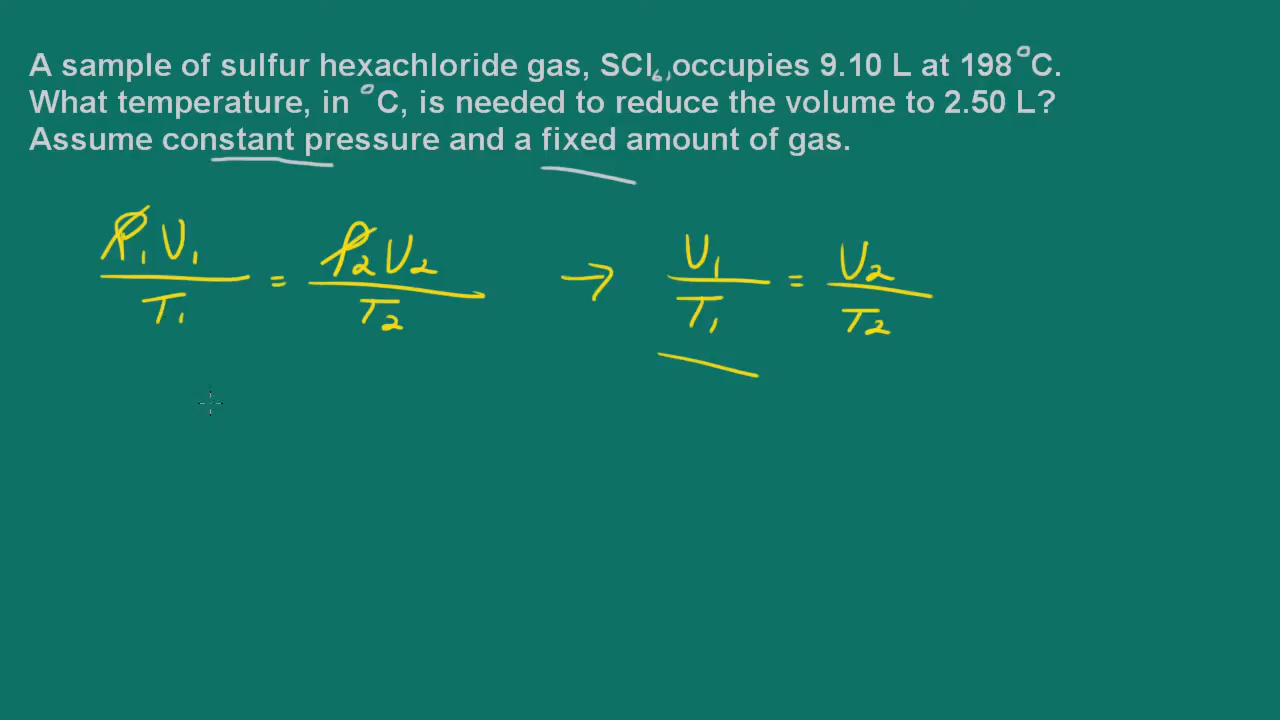 A sample of sulfur hexachloride gas, SCl₆, occupies 9.10 L at 198°C.
What temperature, in °C, is needed to reduce the volume to 2.50 L?
Assume constant pressure and a fixed amount of gas.
P₁V₁/T₁ = P₂V₂/T₂ → V₁/T₁ = V₂/T₂